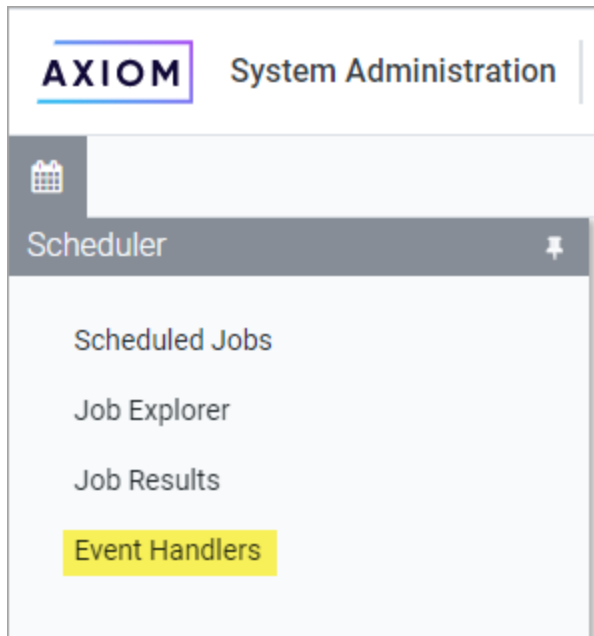 AXIOM System Administration
Scheduler
Scheduled Jobs
Job Explorer
Job Results
Event Handlers